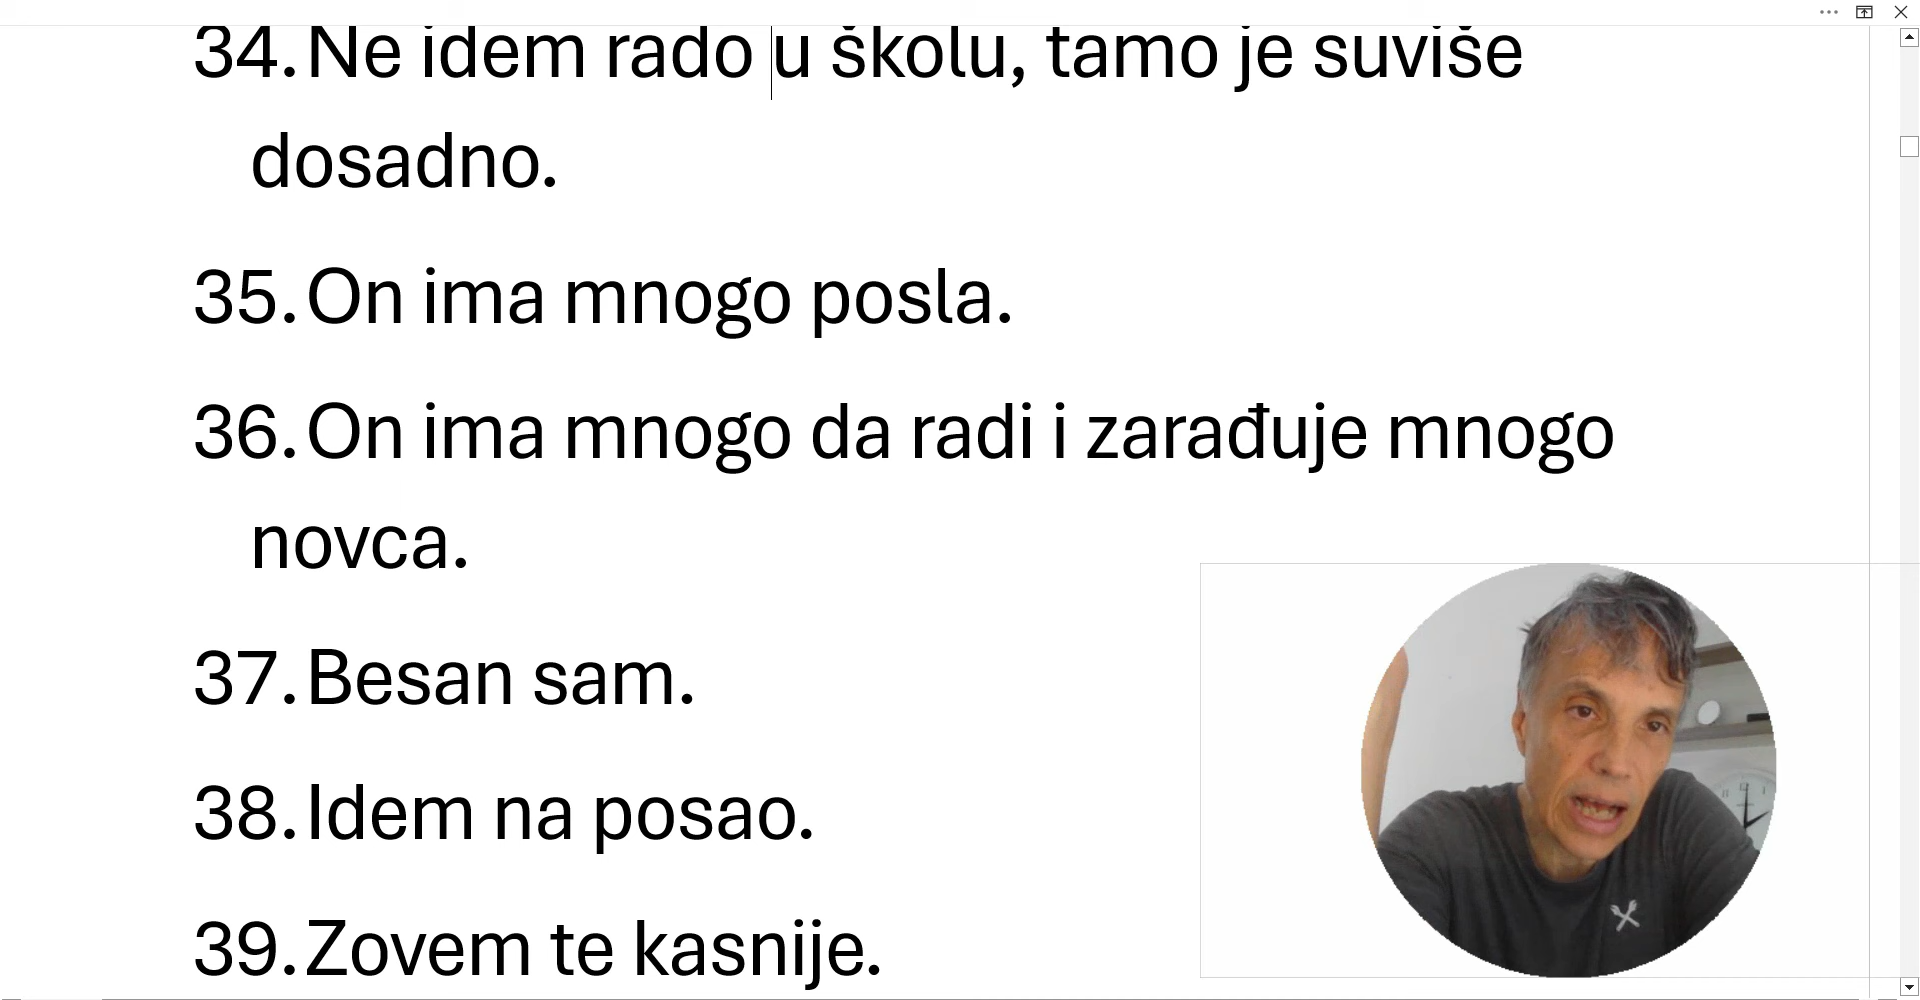 34. Ne idem rado u školu, tamo je suviše
dosadno.
35. On ima mnogo posla.
36. On ima mnogo da radi i zarađuje mnogo
novca.
37. Besan sam.
38. Idem na posao.
39. Zovem te kasnije.